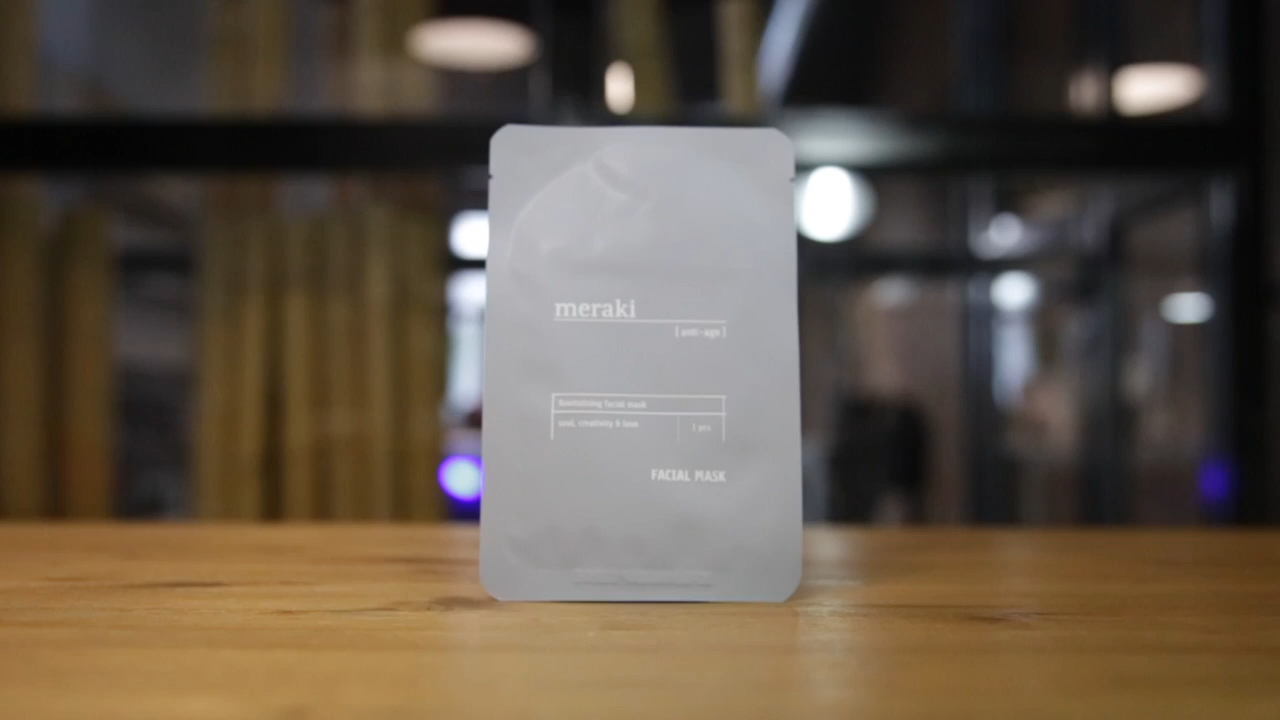 meraki
[ anti-age ]
Revitalising facial mask
soul, creativity & love
1 pcs
FACIAL MASK